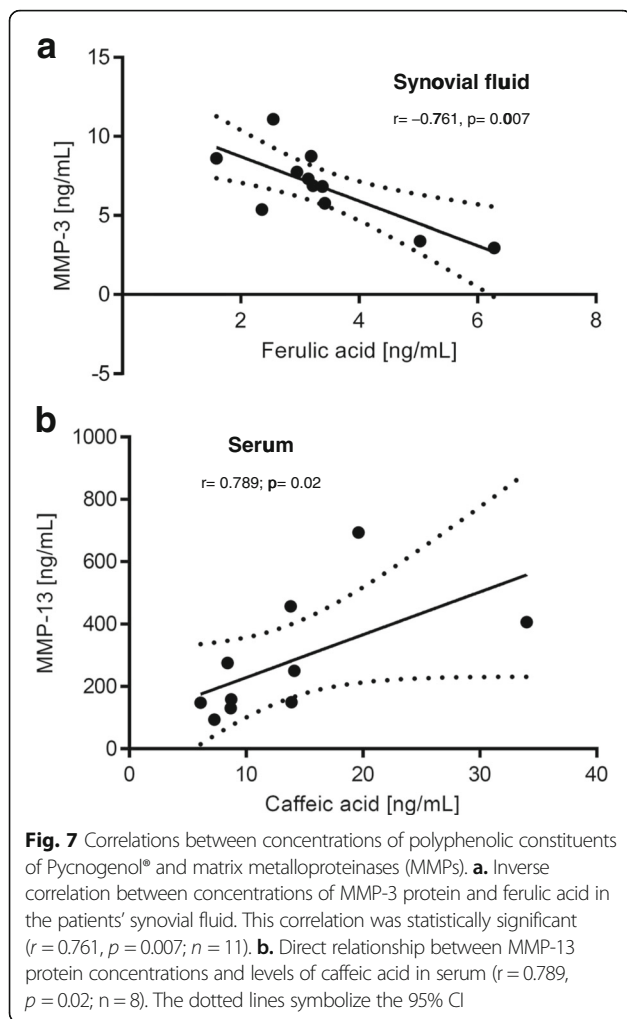 a
15
10
5
0
-5
MMP-3 [ng/mL]
Synovial fluid
r= –0.761, p= 0.007
2 4 6 8
Ferulic acid [ng/mL]
b
1000
800
600
400
200
0
MMP-13 [ng/mL]
Serum
r= 0.789; p= 0.02
0 10 20 30 40
Caffeic acid [ng/mL]
Fig. 7 Correlations between concentrations of polyphenolic constituents
of Pycnogenol® and matrix metalloproteinases (MMPs). a. Inverse
correlation between concentrations of MMP-3 protein and ferulic acid in
the patients’ synovial fluid. This correlation was statistically significant
(r = 0.761, p = 0.007; n = 11). b. Direct relationship between MMP-13
protein concentrations and levels of caffeic acid in serum (r = 0.789,
p = 0.02; n = 8). The dotted lines symbolize the 95% CI